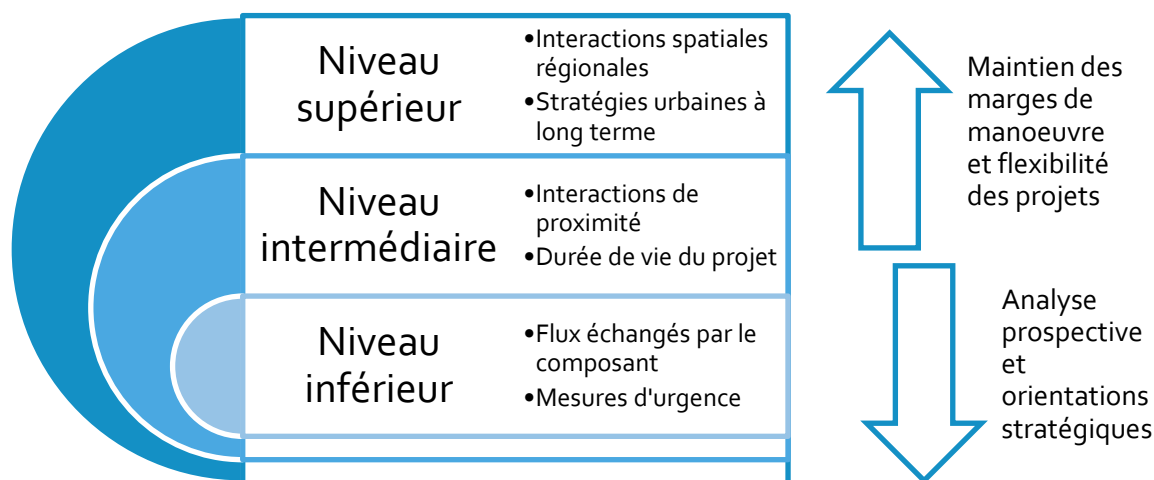 Niveau
supérieur
•Interactions spatiales
régionales
•Stratégies urbaines à
long terme
Maintien des
marges de
manoeuvre
et flexibilité
des projets
Niveau
intermédiaire
•Interactions de
proximité
•Durée de vie du projet
Niveau
inférieur
•Flux échangés par le
composant
•Mesures d'urgence
Analyse
prospective
et
orientations
stratégiques